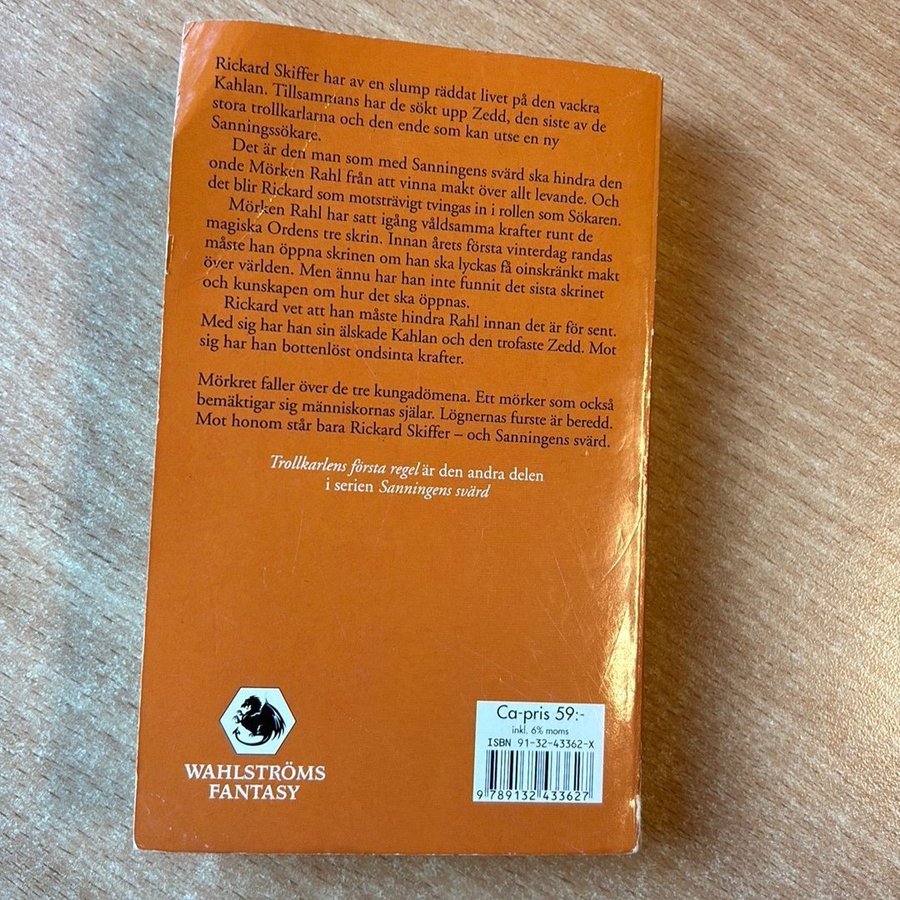 Rickard Skiffer har av en slump räddat livet på den vackra
Kahlan. Tillsammans har de sökt upp Zedd, den siste av de
stora trollkarlarna och den ende som kan utse en ny
Sanningssökare.
Det är den man som med Sanningens svärd ska hindra den
onde Mörken Rahl från att vinna makt över allt levande. Och
det blir Rickard som motsträvigt tvingas in i rollen som Sökaren.
Mörken Rahl har satt igång våldsamma krafter runt de
magiska Ordens tre skrin. Innan årets första vinterdag randas
måste han öppna skrinen om han ska lyckas få oinskränkt makt
över världen. Men ännu har han inte funnit det sista skrinet
och kunskapen om hur det ska öppnas.
Rickard vet att han måste hindra Rahl innan det är för sent.
Med sig har han sin älskade Kahlan och den trofaste Zedd. Mot
sig har han bottenlöst ondsinta krafter.
Mörkret faller över de tre kungadömena. Ett mörker som också
bemäktigar sig människornas själar. Lögnernas furste är beredd.
Mot honom står bara Rickard Skiffer – och Sanningens svärd.
Trollkarlens första regel är den andra delen
i serien Sanningens svärd
WAHLSTRÖMS
FANTASY
Ca-pris 59:-
inkl. 6% moms
ISBN 91-32-43362-X
9 789132 433627